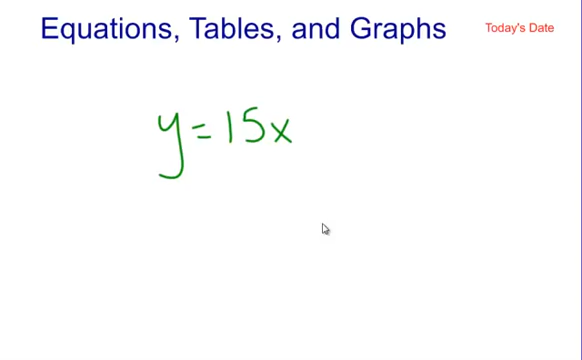 Equations, Tables, and Graphs
Today's Date
y=15x